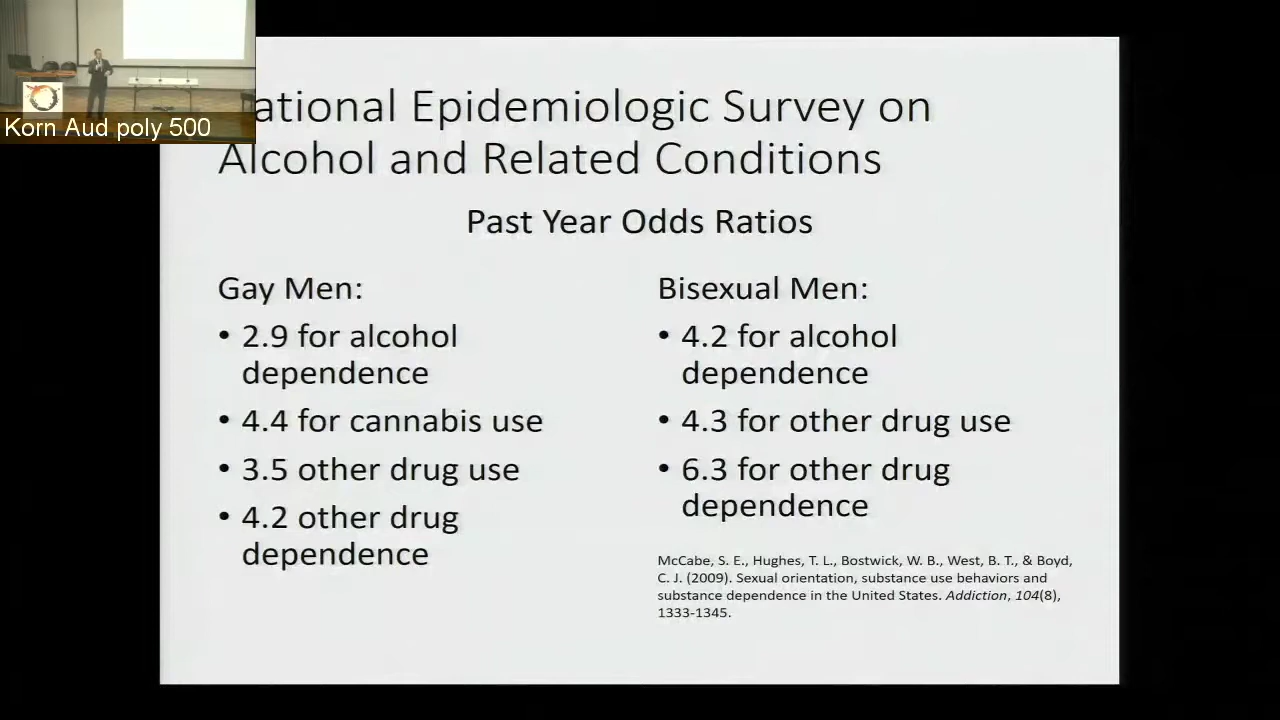 Korn Aud poly 500
ational Epidemiologic Survey on
Alcohol and Related Conditions
Past Year Odds Ratios
Gay Men:
• 2.9 for alcohol
dependence
• 4.4 for cannabis use
• 3.5 other drug use
• 4.2 other drug
dependence
Bisexual Men:
• 4.2 for alcohol
dependence
• 4.3 for other drug use
• 6.3 for other drug
dependence
McCabe, S. E., Hughes, T. L., Bostwick, W. B., West, B. T., & Boyd,
C. J. (2009). Sexual orientation, substance use behaviors and
substance dependence in the United States. Addiction, 104(8),
1333-1345.